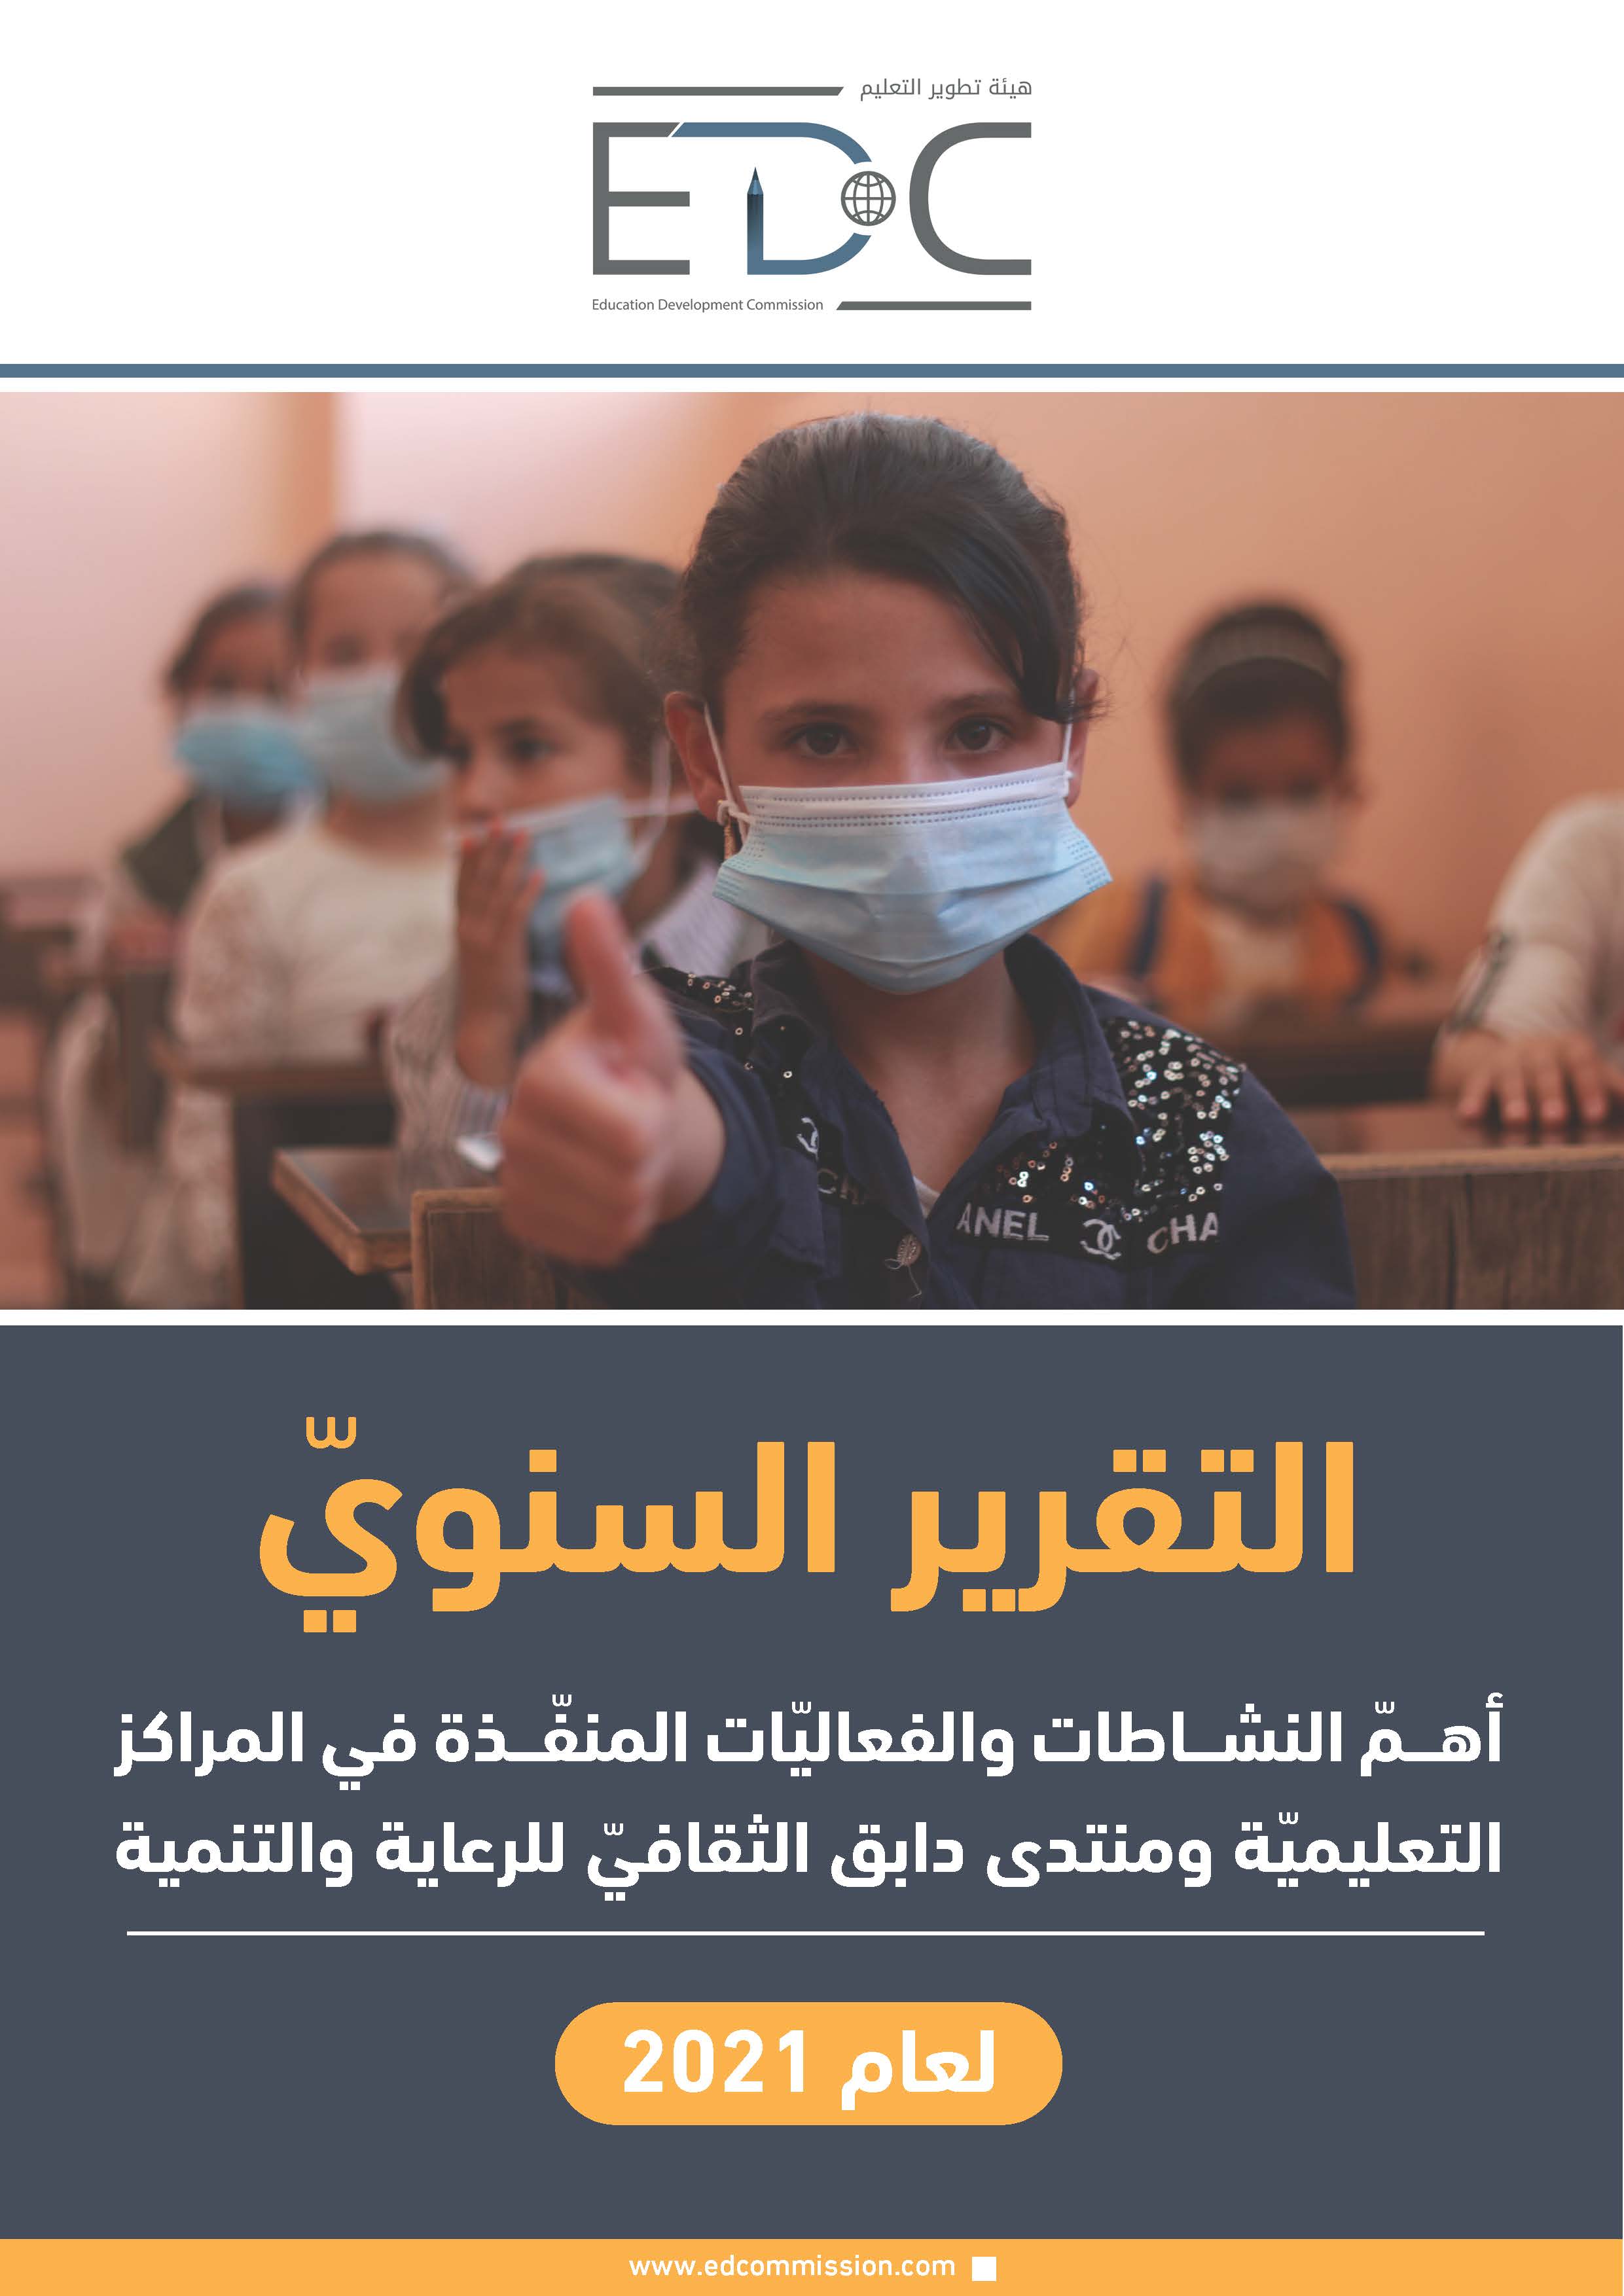 هيئة تطوير التعليم
EDC
Education Development Commission
CH
ANEL CHA
التقرير السنويّ
أهـمّ النشـاطات والفعاليّات المنفّـذة في المراكز
التعليميّة ومنتدى دابق الثقافيّ للرعاية والتنمية
لعام 2021
www.edcommission.com